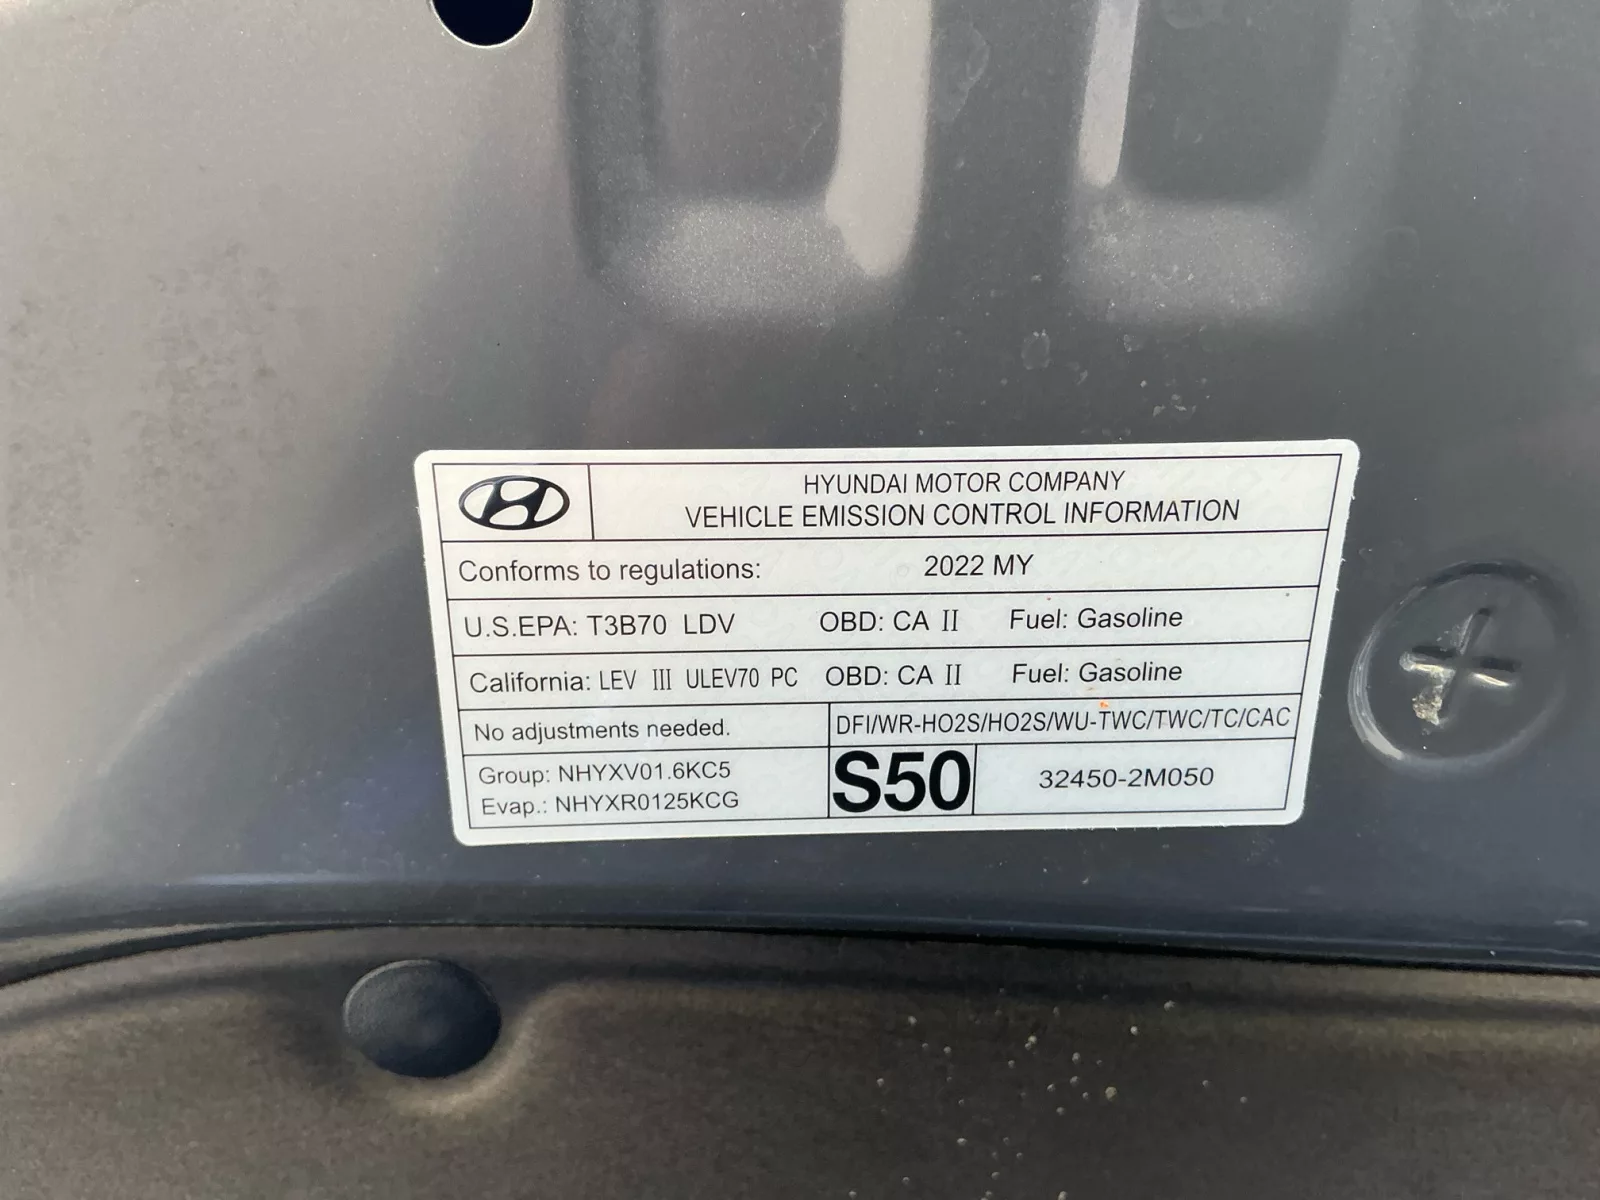 HYUNDAI MOTOR COMPANY
VEHICLE EMISSION CONTROL INFORMATION
Conforms to regulations: 2022 MY
U.S.EPA: T3B70 LDV OBD: CA II Fuel: Gasoline
California: LEV III ULEV70 PC OBD: CA II Fuel: Gasoline
No adjustments needed. DFI/WR-HO2S/HO2S/WU-TWC/TWC/TC/CAC
Group: NHYXV01.6KC5
Evap.: NHYXR0125KCG
S50
32450-2M050